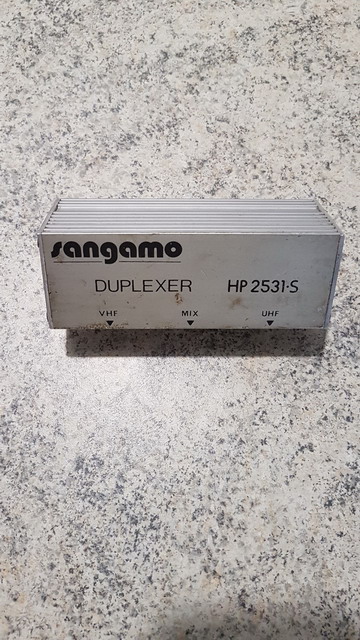 sangamo
DUPLEXER HP 2531-S
VHF MIX UHF